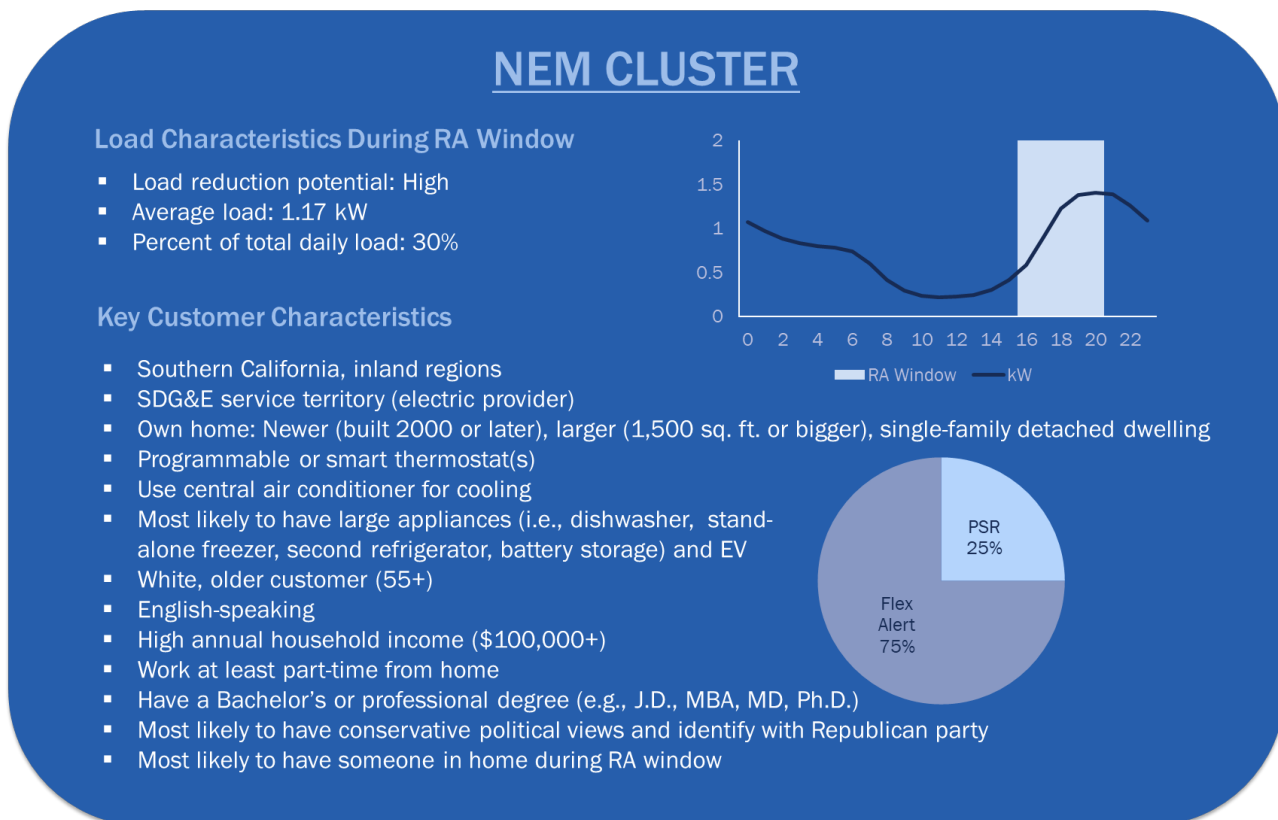 NEM CLUSTER
Load Characteristics During RA Window
▪ Load reduction potential: High
▪ Average load: 1.17 kW
▪ Percent of total daily load: 30%
2
1.5
1
0.5
0
0 2 4 6 8 10 12 14 16 18 20 22
RA Window kW
Key Customer Characteristics
▪ Southern California, inland regions
▪ SDG&E service territory (electric provider)
▪ Own home: Newer (built 2000 or later), larger (1,500 sq. ft. or bigger), single-family detached dwelling
▪ Programmable or smart thermostat(s)
▪ Use central air conditioner for cooling
▪ Most likely to have large appliances (i.e., dishwasher, stand-
alone freezer, second refrigerator, battery storage) and EV
▪ White, older customer (55+)
▪ English-speaking
▪ High annual household income ($100,000+)
▪ Work at least part-time from home
▪ Have a Bachelor's or professional degree (e.g., J.D., MBA, MD, Ph.D.)
▪ Most likely to have conservative political views and identify with Republican party
▪ Most likely to have someone in home during RA window
PSR
25%
Flex
Alert
75%